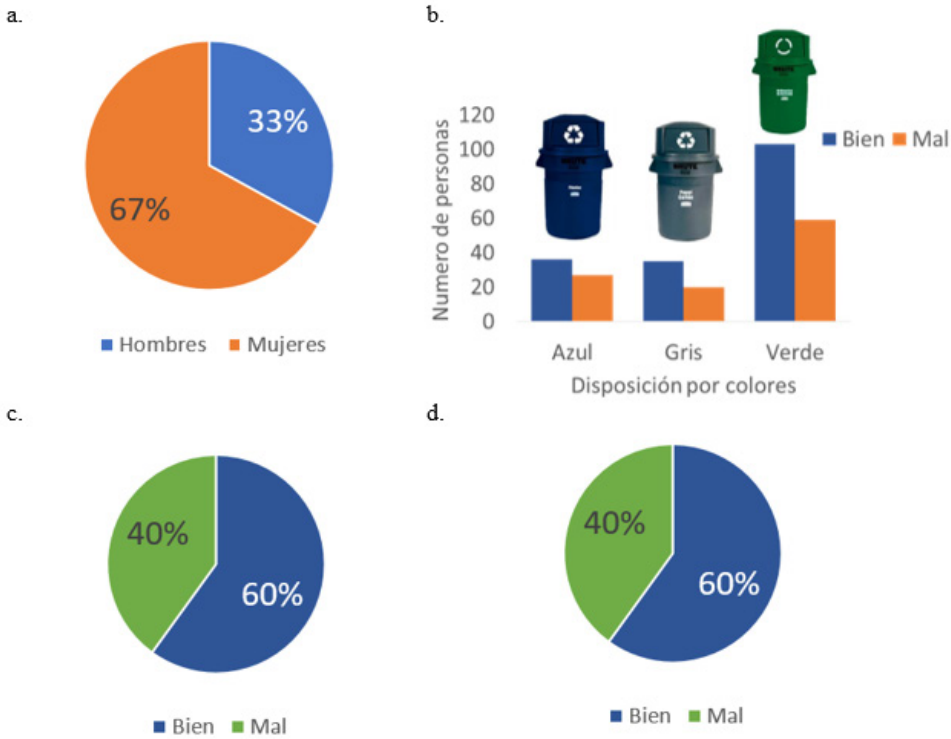 a.
33%
67%
Hombres Mujeres
b.
Numero de personas
120
100
80
60
40
20
0
Bien Mal
Azul Gris Verde
Disposición por colores
c.
40%
60%
Bien Mal
d.
40%
60%
Bien Mal